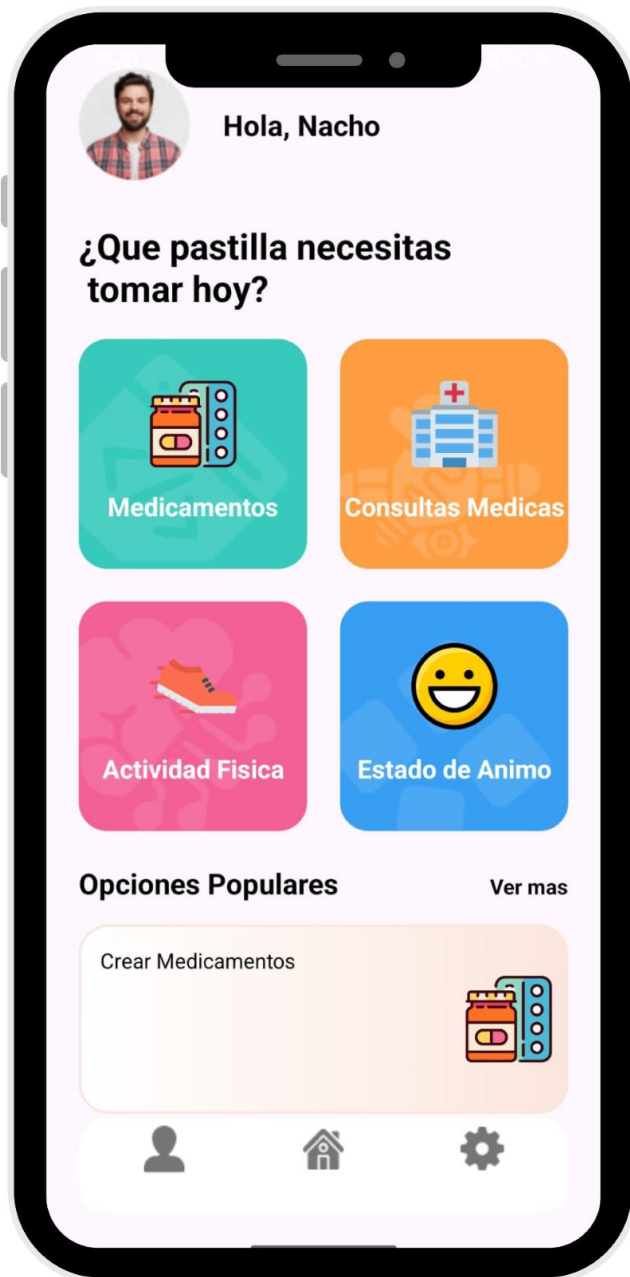 Hola, Nacho
¿Que pastilla necesitas
tomar hoy?
Medicamentos
Consultas Medicas
Actividad Fisica
Estado de Animo
Opciones Populares
Ver mas
Crear Medicamentos